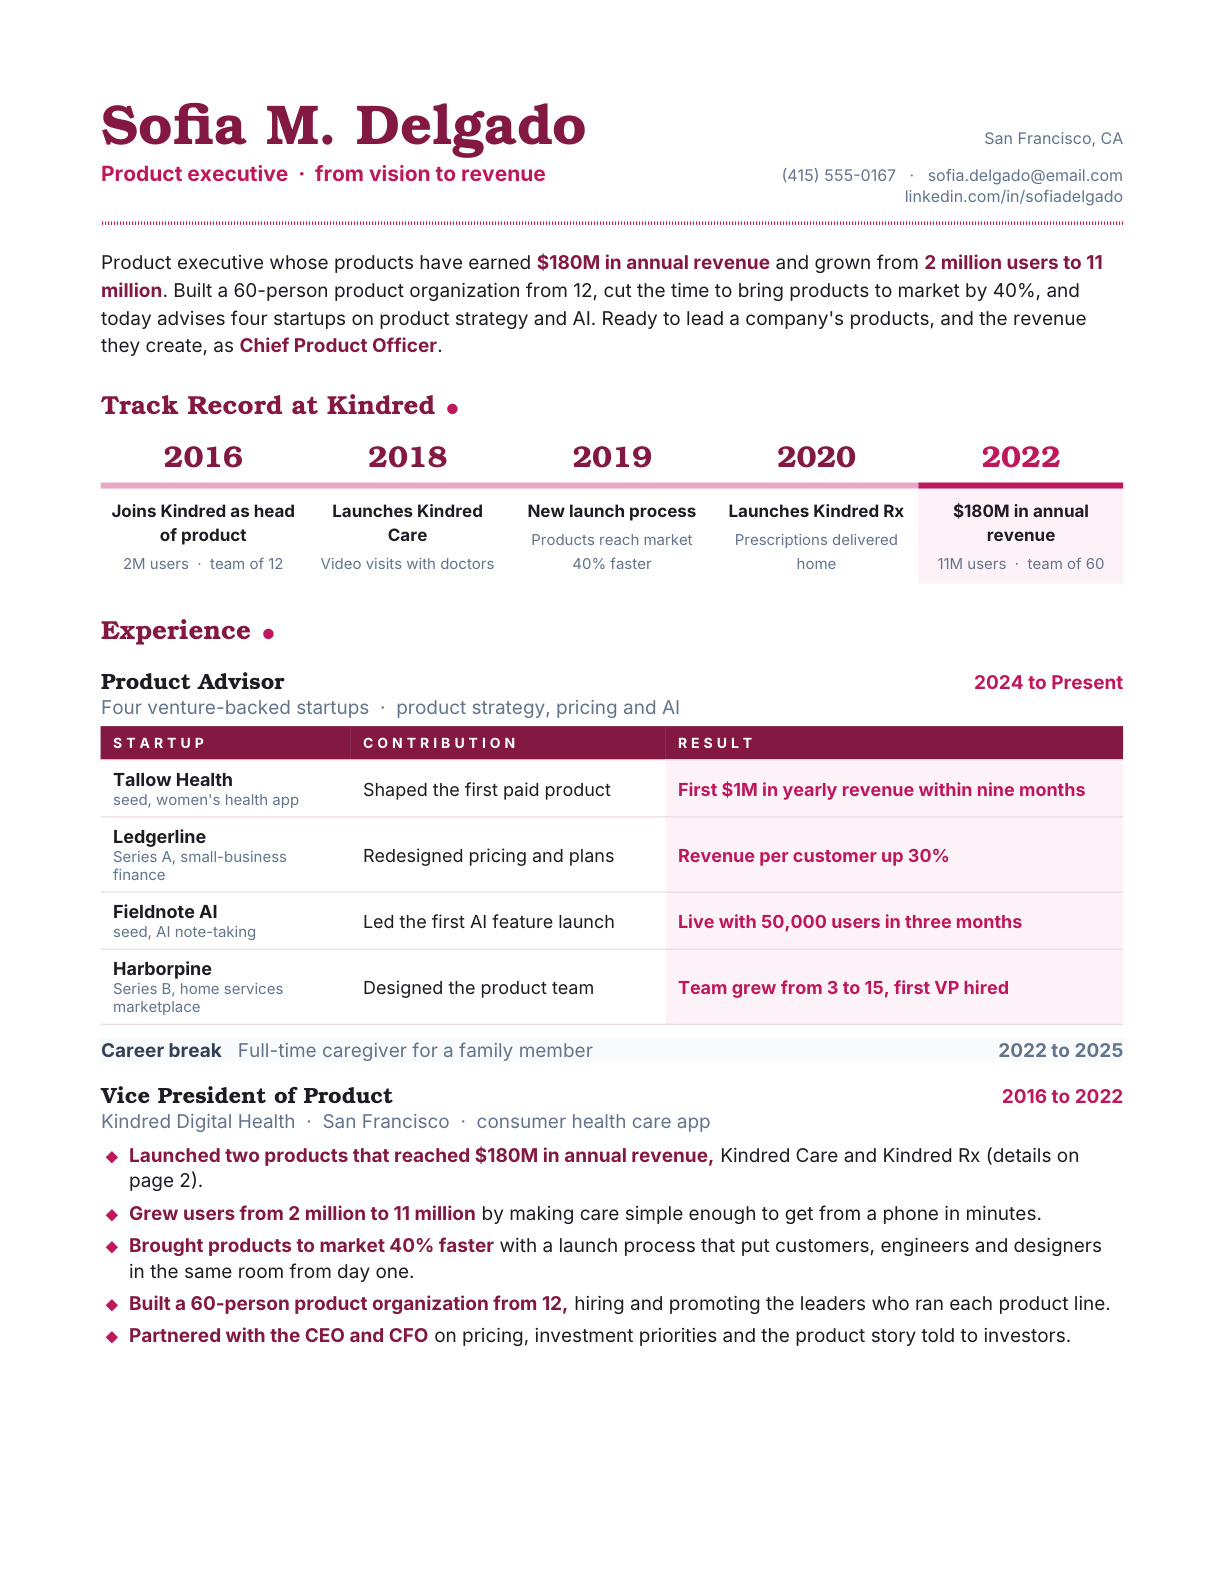 Sofia M. Delgado
San Francisco, CA
Product executive · from vision to revenue
(415) 555-0167 · sofia.delgado@email.com
linkedin.com/in/sofiadelgado
Product executive whose products have earned $180M in annual revenue and grown from 2 million users to 11
million. Built a 60-person product organization from 12, cut the time to bring products to market by 40%, and
today advises four startups on product strategy and AI. Ready to lead a company's products, and the revenue
they create, as Chief Product Officer.
Track Record at Kindred
2016
Joins Kindred as head
of product
2M users · team of 12
2018
Launches Kindred
Care
Video visits with doctors
2019
New launch process
Products reach market
40% faster
2020
Launches Kindred Rx
Prescriptions delivered
home
2022
$180M in annual
revenue
11M users · team of 60
Experience
Product Advisor 2024 to Present
Four venture-backed startups · product strategy, pricing and AI
STARTUP CONTRIBUTION RESULT
Tallow Health
seed, women's health app
Shaped the first paid product
First $1M in yearly revenue within nine months
Ledgerline
Series A, small-business
finance
Redesigned pricing and plans
Revenue per customer up 30%
Fieldnote AI
seed, AI note-taking
Led the first AI feature launch
Live with 50,000 users in three months
Harborpine
Series B, home services
marketplace
Designed the product team
Team grew from 3 to 15, first VP hired
Career break Full-time caregiver for a family member 2022 to 2025
Vice President of Product 2016 to 2022
Kindred Digital Health · San Francisco · consumer health care app
◆ Launched two products that reached $180M in annual revenue, Kindred Care and Kindred Rx (details on
page 2).
◆ Grew users from 2 million to 11 million by making care simple enough to get from a phone in minutes.
◆ Brought products to market 40% faster with a launch process that put customers, engineers and designers
in the same room from day one.
◆ Built a 60-person product organization from 12, hiring and promoting the leaders who ran each product line.
◆ Partnered with the CEO and CFO on pricing, investment priorities and the product story told to investors.